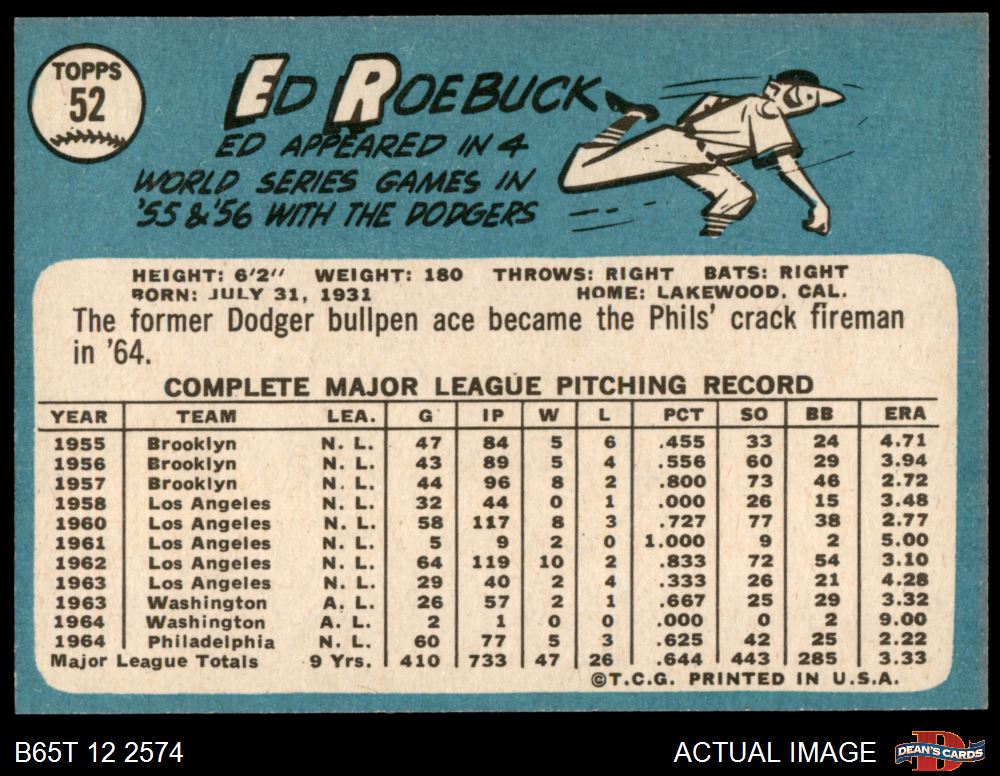 TOPPS
52
ED ROEBUCK
ED APPEARED IN 4
WORLD SERIES GAMES IN
'55 & '56 WITH THE DODGERS
HEIGHT: 6'2" WEIGHT: 180 THROWS: RIGHT BATS: RIGHT
BORN: JULY 31, 1931 HOME: LAKEWOOD, CAL.
The former Dodger bullpen ace became the Phils' crack fireman
in '64.
COMPLETE MAJOR LEAGUE PITCHING RECORD
YEAR TEAM LEA. G IP W L PCT SO BB ERA
1955 Brooklyn N. L. 47 84 5 6 .455 33 24 4.71
1956 Brooklyn N. L. 43 89 5 4 .556 60 29 3.94
1957 Brooklyn N. L. 44 96 8 2 .800 73 46 2.72
1958 Los Angeles N. L. 32 44 0 1 .000 26 15 3.48
1960 Los Angeles N. L. 58 117 8 3 .727 77 38 2.77
1961 Los Angeles N. L. 5 9 2 0 1.000 9 2 5.00
1962 Los Angeles N. L. 64 119 10 2 .833 72 54 3.10
1963 Los Angeles N. L. 29 40 2 4 .333 26 21 4.28
1963 Washington A. L. 26 57 2 1 .667 25 29 3.32
1964 Washington A. L. 2 1 0 0 .000 0 2 9.00
1964 Philadelphia N. L. 60 77 5 3 .625 42 25 2.22
Major League Totals 9 Yrs. 410 733 47 26 .644 443 285 3.33
©T.C.G. PRINTED IN U.S.A.
B65T 12 2574 ACTUAL IMAGE D DEAN'S CARDS